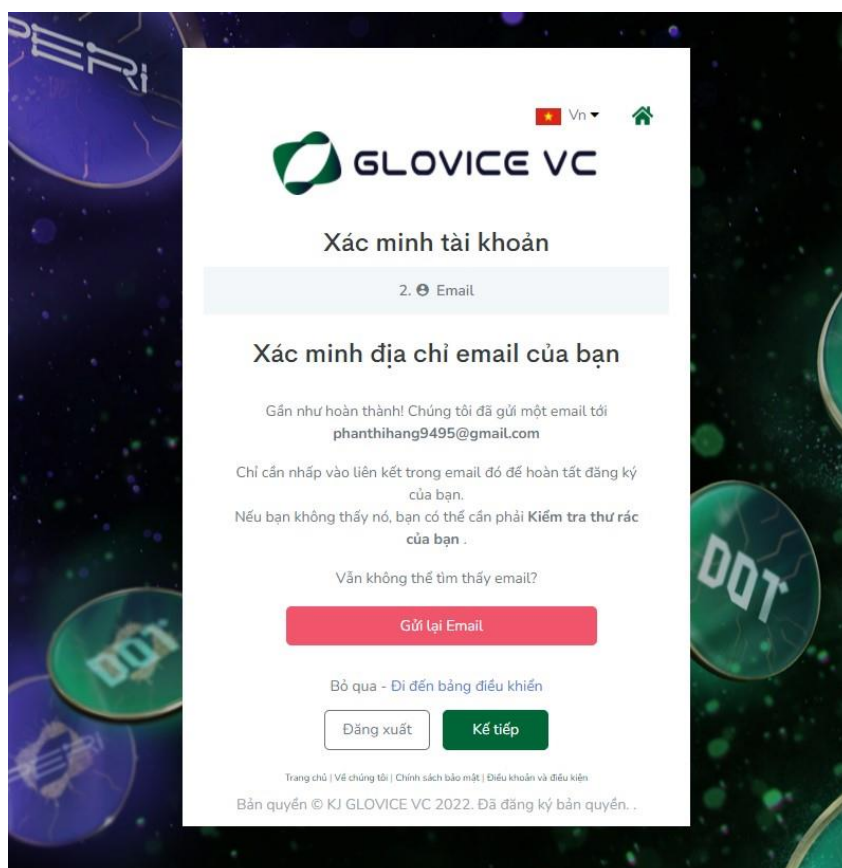 PERI
Vn
GLOVICE VC
Xác minh tài khoản
2. Email
Xác minh địa chỉ email của bạn
Gần như hoàn thành! Chúng tôi đã gửi một email tới
phanthihang9495@gmail.com
Chỉ cần nhấp vào liên kết trong email đó để hoàn tất đăng ký
của bạn.
Nếu bạn không thấy nó, bạn có thể cần phải Kiểm tra thư rác
của bạn .
Vẫn không thể tìm thấy email?
Gửi lại Email
DOT
DOT
Bỏ qua - Đi đến bảng điều khiển
Đăng xuất
Kế tiếp
PERI
Trang chủ | Về chúng tôi | Chính sách bảo mật | Điều khoản và điều kiện
Bản quyền © KJ GLOVICE VC 2022. Đã đăng ký bản quyền. .